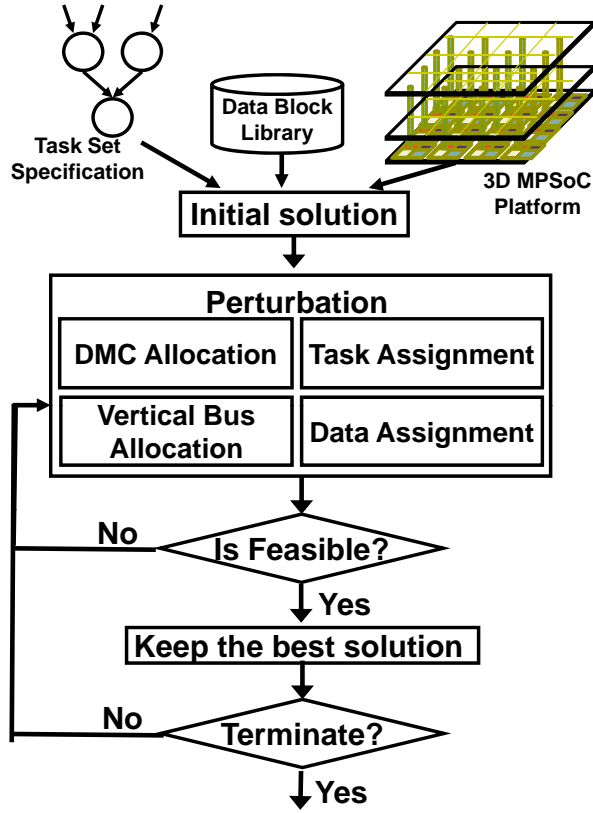 Data Block
Library
Task Set
Specification
3D MPSoC
Platform
Initial solution
Perturbation
DMC Allocation
Task Assignment
Vertical Bus
Allocation
Data Assignment
No
Is Feasible?
Yes
Keep the best solution
No
Terminate?
Yes